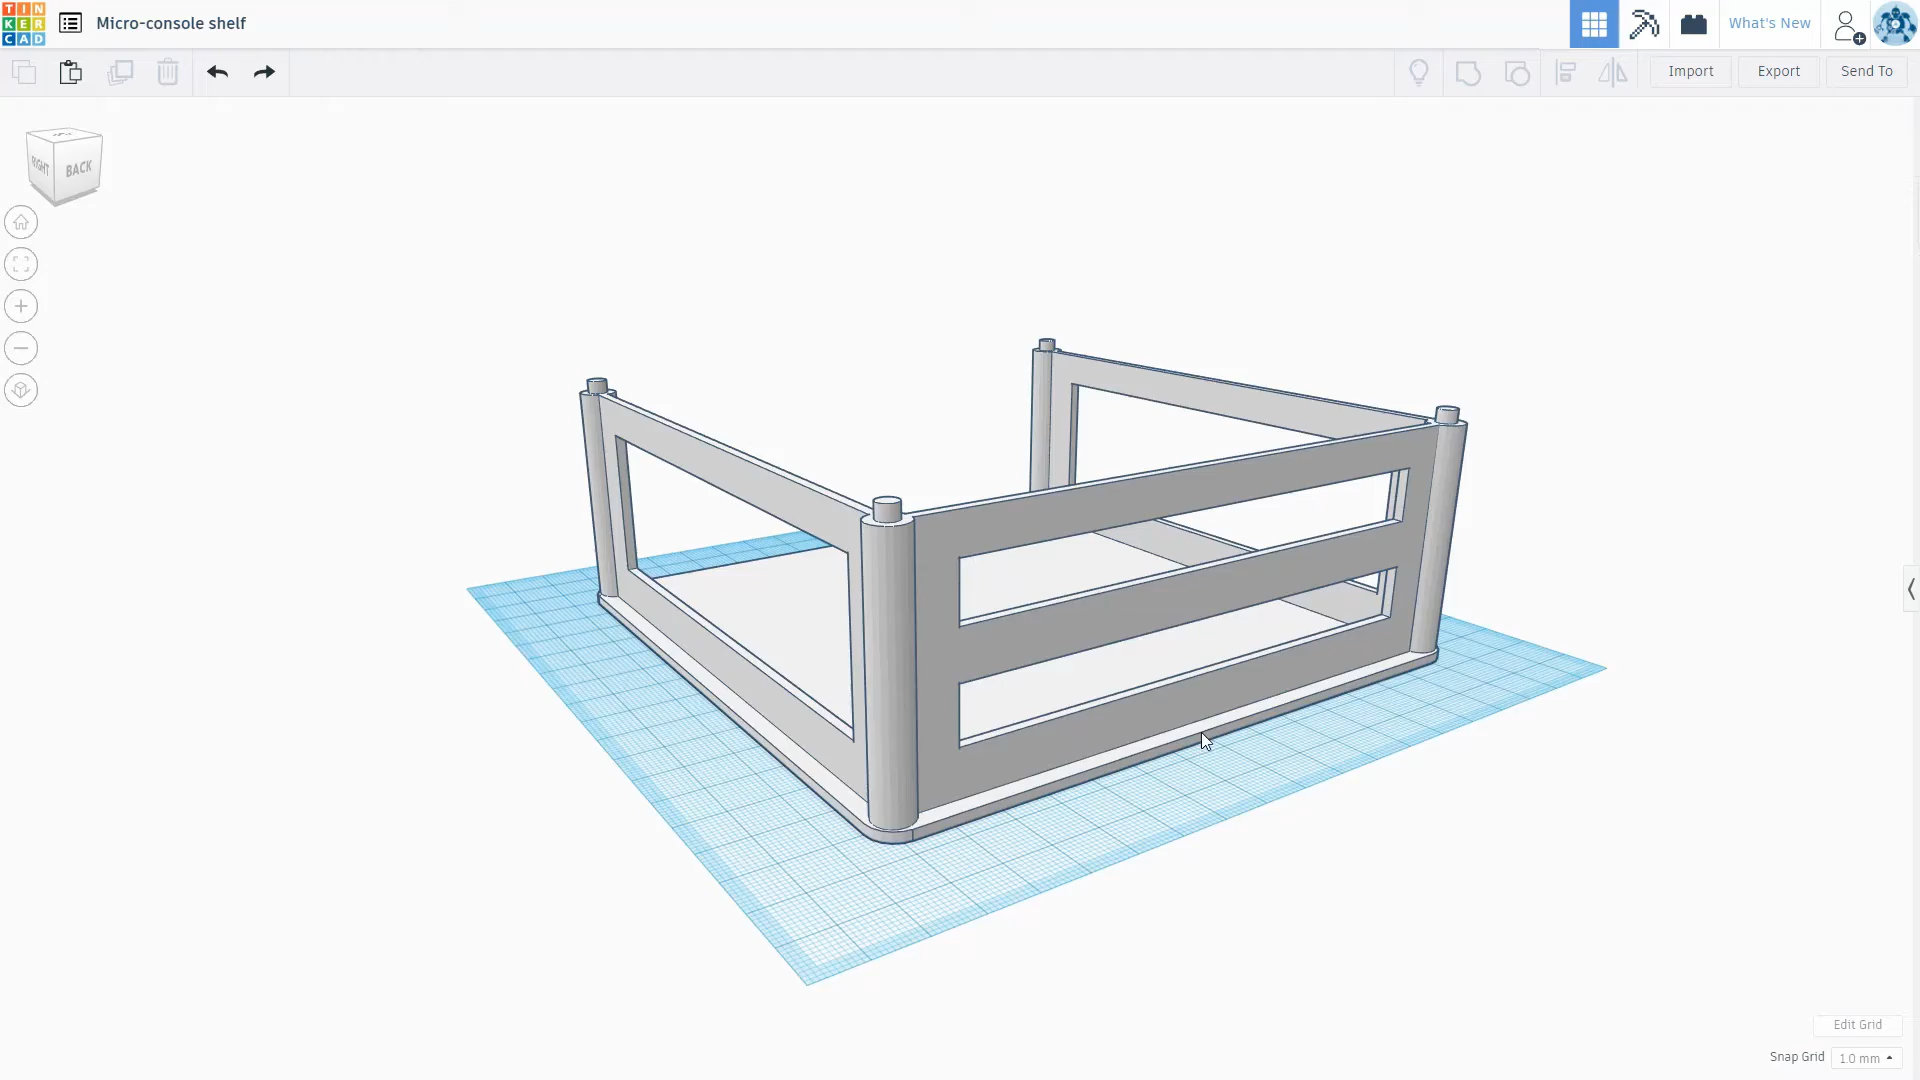 TIN
KER
CAD
Micro-console shelf
What's New
Import
Export
Send To
RIGHT
BACK
Edit Grid
Snap Grid
1.0 mm